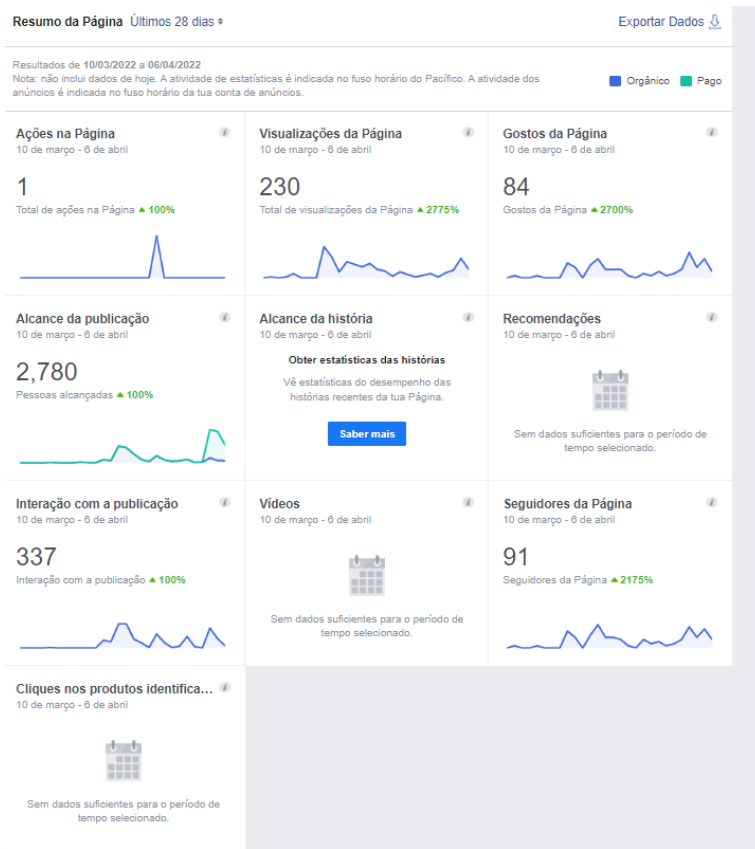 Resumo da Página Últimos 28 dias
Exportar Dados
Resultados de 10/03/2022 a 06/04/2022
Nota: não inclui dados de hoje. A atividade de estatísticas é indicada no fuso horário do Pacífico. A atividade dos
anúncios é indicada no fuso horário da tua conta de anúncios.
Orgânico Pago
Ações na Página
10 de março - 6 de abril
1
Total de ações na Página 100%
Visualizações da Página
10 de março - 6 de abril
230
Total de visualizações da Página 2775%
Gostos da Página
10 de março - 6 de abril
84
Gostos da Página 2700%
Alcance da publicação
10 de março - 6 de abril
2,780
Pessoas alcançadas 100%
Alcance da história
10 de março - 6 de abril
Obter estatísticas das histórias
Vê estatísticas do desempenho das
histórias recentes da tua Página.
Saber mais
Recomendações
10 de março - 6 de abril
Sem dados suficientes para o período de
tempo selecionado.
Interação com a publicação
10 de março - 6 de abril
337
Interação com a publicação 100%
Vídeos
10 de março - 6 de abril
Sem dados suficientes para o período de
tempo selecionado.
Seguidores da Página
10 de março - 6 de abril
91
Seguidores da Página 2175%
Cliques nos produtos identifica...
10 de março - 6 de abril
Sem dados suficientes para o período de
tempo selecionado.